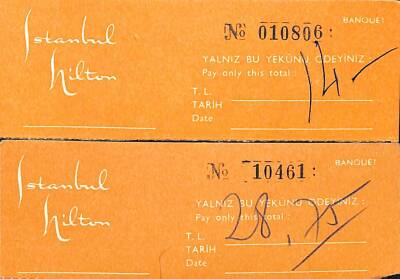 Istanbul
Hilton
BANQUET
№ 010806 :
YALNIZ BU YEKÛNU ÖDEYİNİZ
Pay only this total :
14-
T. L.
TARİH
Date
Istanbul
Hilton
BANQUET
№ 10461 :
YALNIZ BU YEKÛNU ÖDEYİNİZ :
Pay only this total :
28,75
T. L.
TARİH
Date